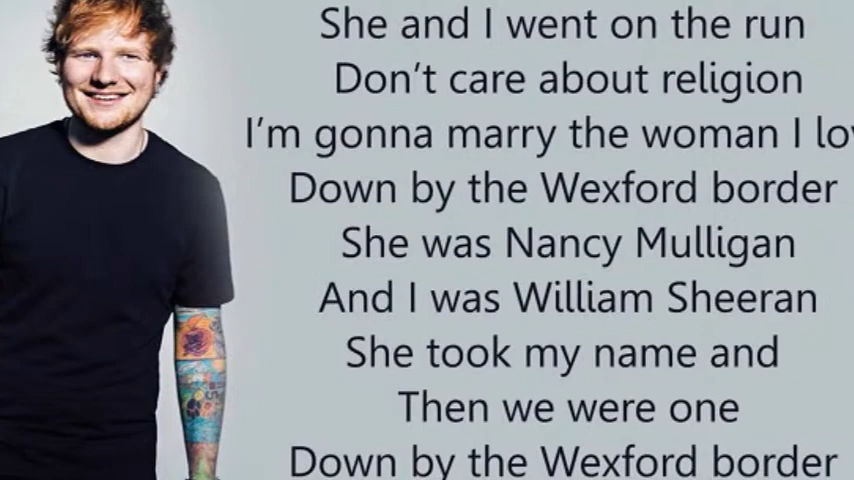 She and I went on the run
Don't care about religion
I'm gonna marry the woman I lov
Down by the Wexford border
She was Nancy Mulligan
And I was William Sheeran
She took my name and
Then we were one
Down by the Wexford border